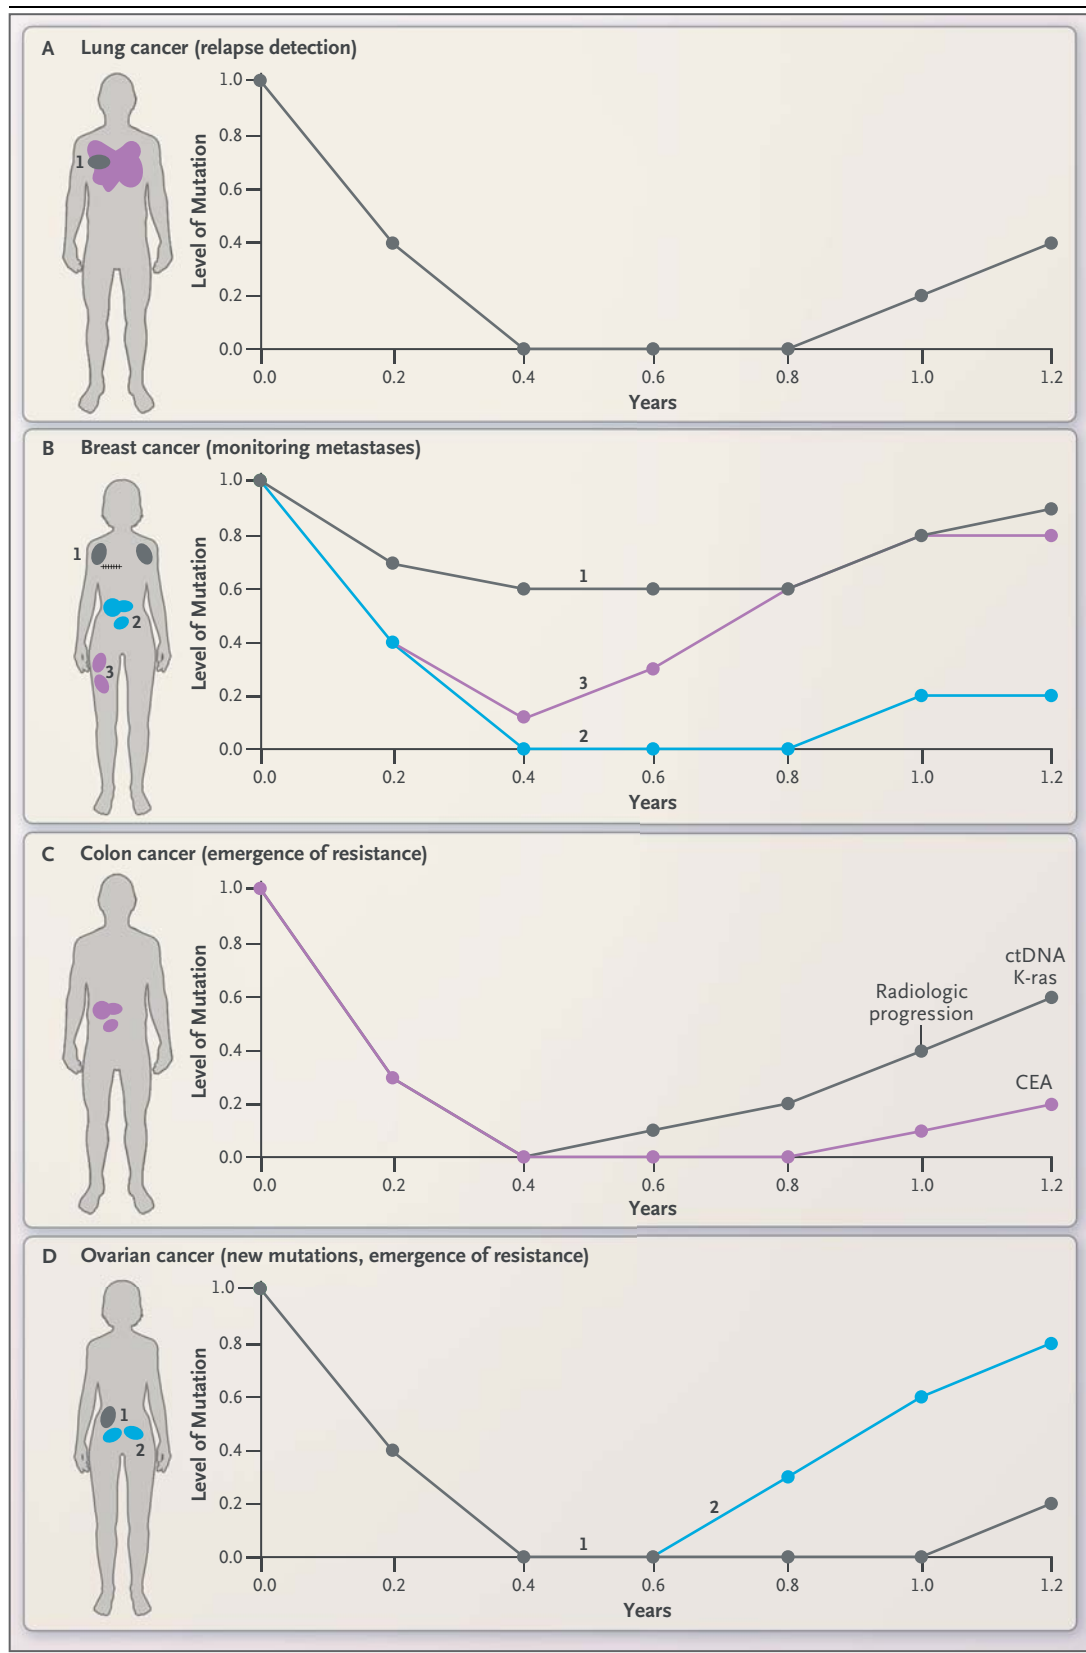 A Lung cancer (relapse detection)
1
Level of Mutation
1.0
0.8
0.6
0.4
0.2
0.0
0.0 0.2 0.4 0.6 0.8 1.0 1.2
Years
B Breast cancer (monitoring metastases)
1
2
3
Level of Mutation
1.0
0.8
0.6
0.4
0.2
0.0
1
3
2
0.0 0.2 0.4 0.6 0.8 1.0 1.2
Years
C Colon cancer (emergence of resistance)
Level of Mutation
1.0
0.8
0.6
0.4
0.2
0.0
Radiologic
progression
ctDNA
K-ras
CEA
0.0 0.2 0.4 0.6 0.8 1.0 1.2
Years
D Ovarian cancer (new mutations, emergence of resistance)
1
2
Level of Mutation
1.0
0.8
0.6
0.4
0.2
0.0
2
1
0.0 0.2 0.4 0.6 0.8 1.0 1.2
Years